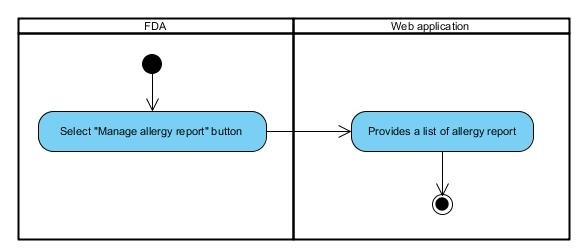 FDA
Web application
Select "Manage allergy report" button
Provides a list of allergy report